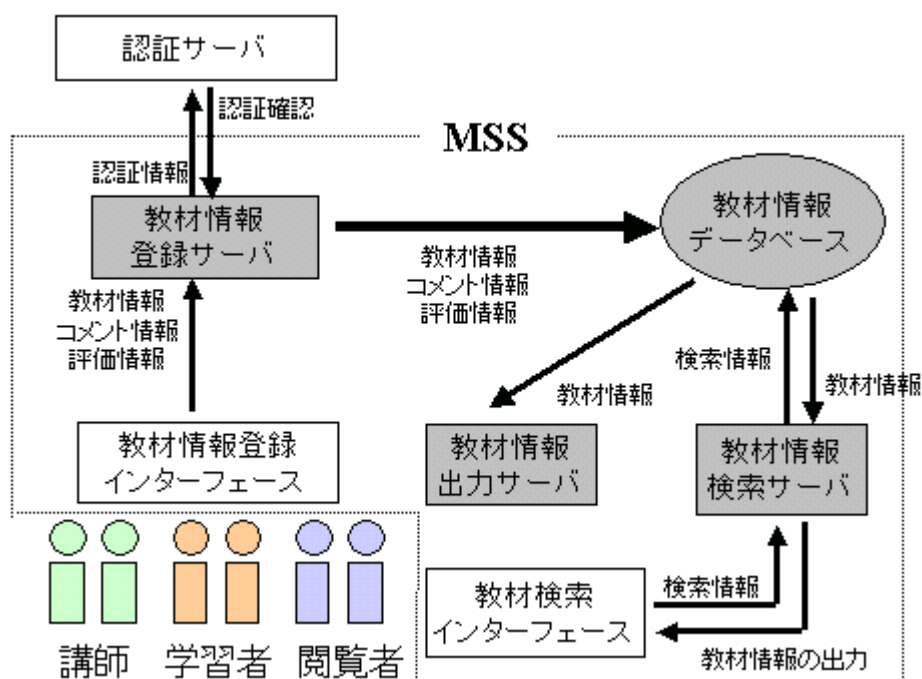 認証サーバ
認証確認
MSS
認証情報
教材情報
登録サーバ
教材情報
データベース
教材情報
コメント情報
評価情報
教材情報
コメント情報
評価情報
検索情報
教材情報
教材情報
教材情報登録
インターフェース
教材情報
出力サーバ
教材情報
検索サーバ
教材検索
インターフェース
検索情報
教材情報の出力
講師
学習者
閲覧者